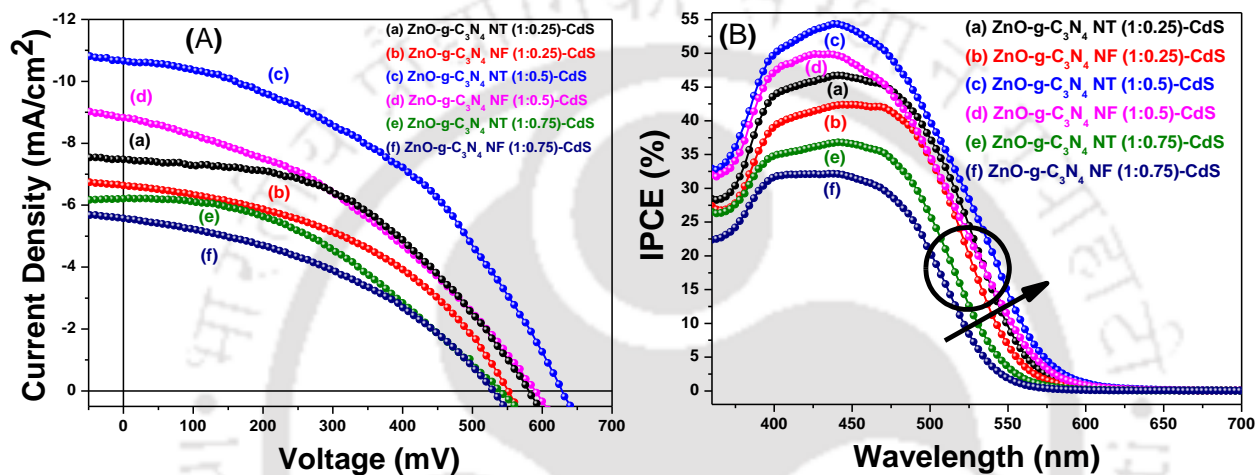 (A)
(a) ZnO-g-C₃N₄ NT (1:0.25)-CdS
(b) ZnO-g-C₃N₄ NF (1:0.25)-CdS
(c) ZnO-g-C₃N₄ NT (1:0.5)-CdS
(d) ZnO-g-C₃N₄ NF (1:0.5)-CdS
(e) ZnO-g-C₃N₄ NT (1:0.75)-CdS
(f) ZnO-g-C₃N₄ NF (1:0.75)-CdS
(c)
(d)
(a)
(b)
(e)
(f)
Current Density (mA/cm²)
-12
-10
-8
-6
-4
-2
0
0 100 200 300 400 500 600 700
Voltage (mV)
(B)
(a) ZnO-g-C₃N₄ NT (1:0.25)-CdS
(b) ZnO-g-C₃N₄ NF (1:0.25)-CdS
(c) ZnO-g-C₃N₄ NT (1:0.5)-CdS
(d) ZnO-g-C₃N₄ NF (1:0.5)-CdS
(e) ZnO-g-C₃N₄ NT (1:0.75)-CdS
(f) ZnO-g-C₃N₄ NF (1:0.75)-CdS
(c)
(d)
(a)
(b)
(e)
(f)
IPCE (%)
55
50
45
40
35
30
25
20
15
10
5
0
400 450 500 550 600 650 700
Wavelength (nm)